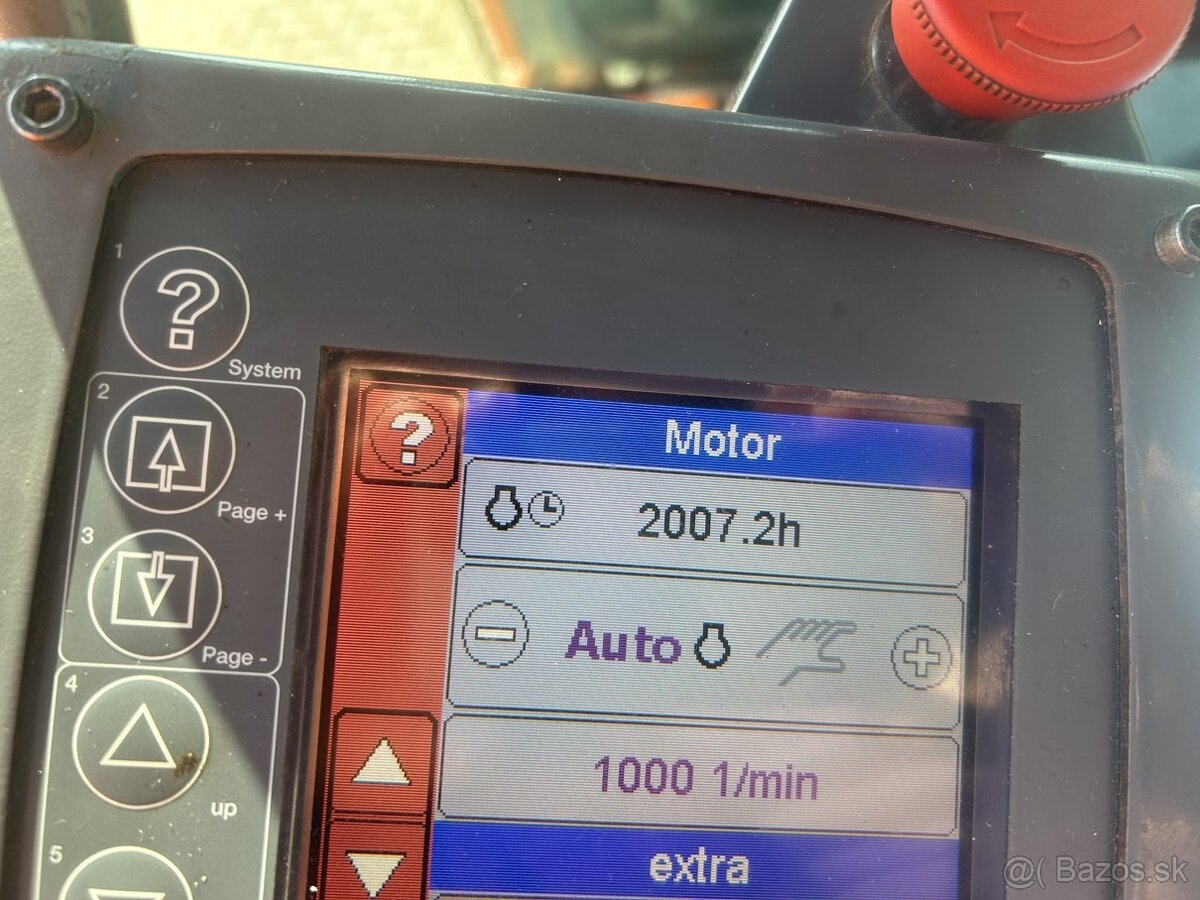 1
?
System
2
Page +
3
Page -
4
up
5
?
Motor
2007.2h
Auto
1000 1/min
extra
@( Bazos.sk